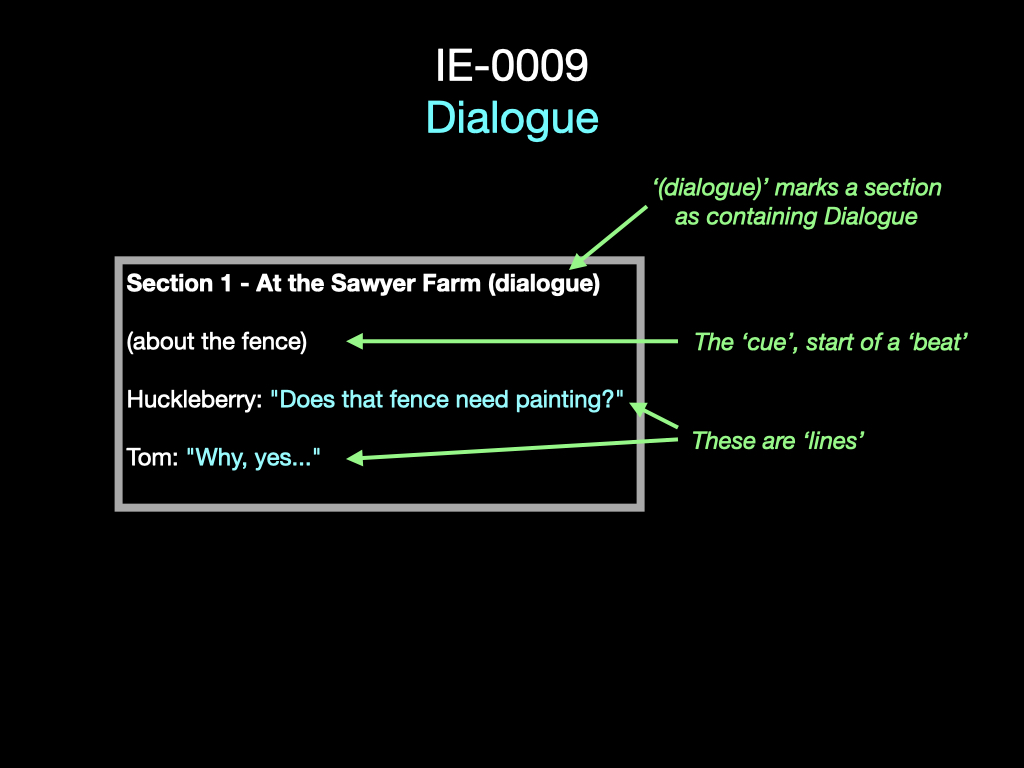 IE-0009
Dialogue
‘(dialogue)’ marks a section
as containing Dialogue
Section 1 - At the Sawyer Farm (dialogue)
(about the fence)
The ‘cue’, start of a ‘beat’
Huckleberry: "Does that fence need painting?"
These are ‘lines’
Tom: "Why, yes..."